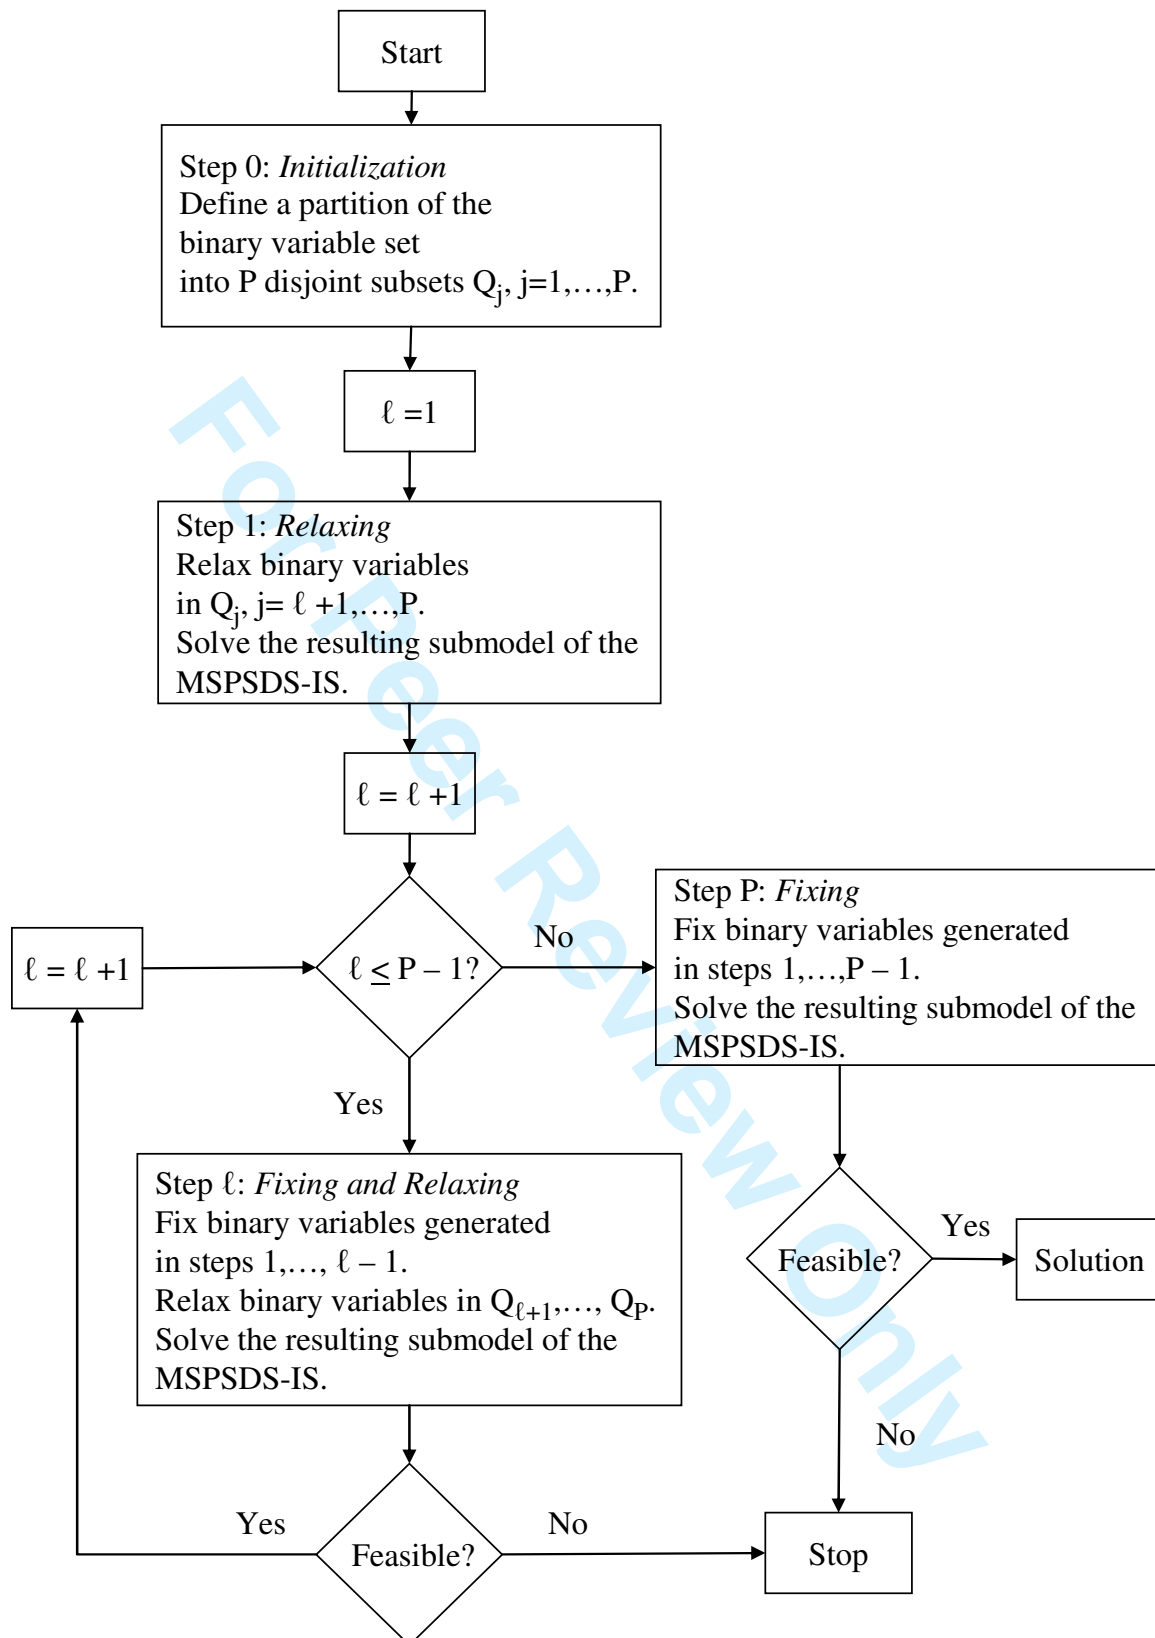 Start
Step 0: Initialization
Define a partition of the
binary variable set
into P disjoint subsets Qj, j=1,…,P.
ℓ =1
Step 1: Relaxing
Relax binary variables
in Qj, j= ℓ +1,…,P.
Solve the resulting submodel of the
MSPSDS-IS.
ℓ = ℓ +1
ℓ ≤ P – 1?
No
Step P: Fixing
Fix binary variables generated
in steps 1,…,P – 1.
Solve the resulting submodel of the
MSPSDS-IS.
ℓ = ℓ +1
Yes
Step ℓ: Fixing and Relaxing
Fix binary variables generated
in steps 1,…, ℓ – 1.
Relax binary variables in Qℓ+1,…, QP.
Solve the resulting submodel of the
MSPSDS-IS.
Feasible?
Yes
Solution
No
Feasible?
Yes
No
Stop
For Peer Review Only